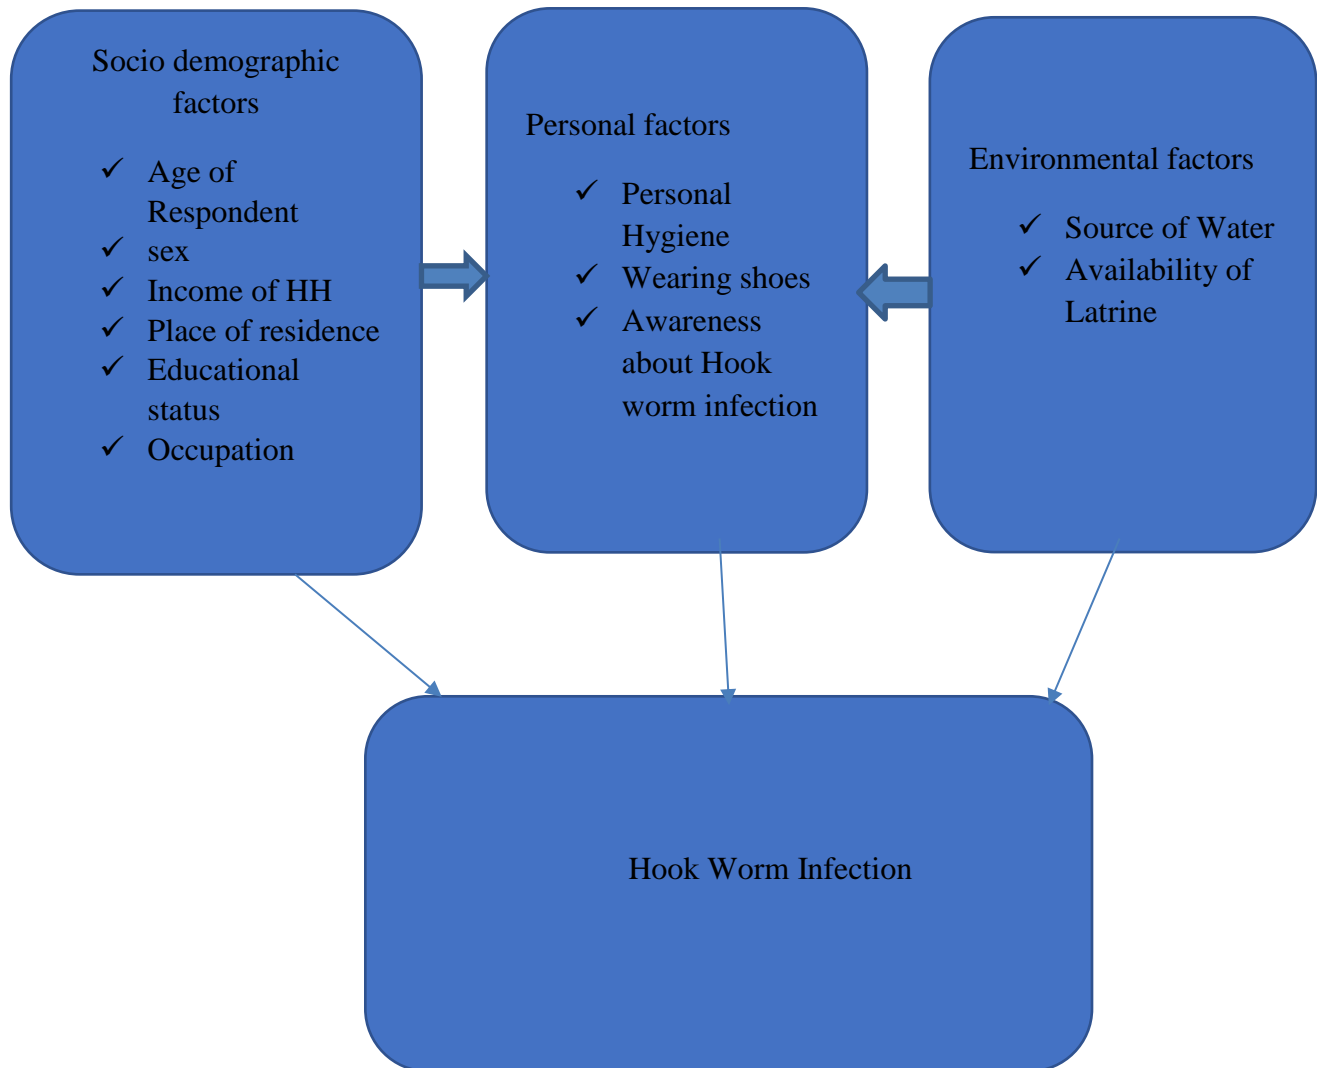 Socio demographic
factors
✓ Age of
Respondent
✓ sex
✓ Income of HH
✓ Place of residence
✓ Educational
status
✓ Occupation
Personal factors
✓ Personal
Hygiene
✓ Wearing shoes
✓ Awareness
about Hook
worm infection
Environmental factors
✓ Source of Water
✓ Availability of
Latrine
Hook Worm Infection